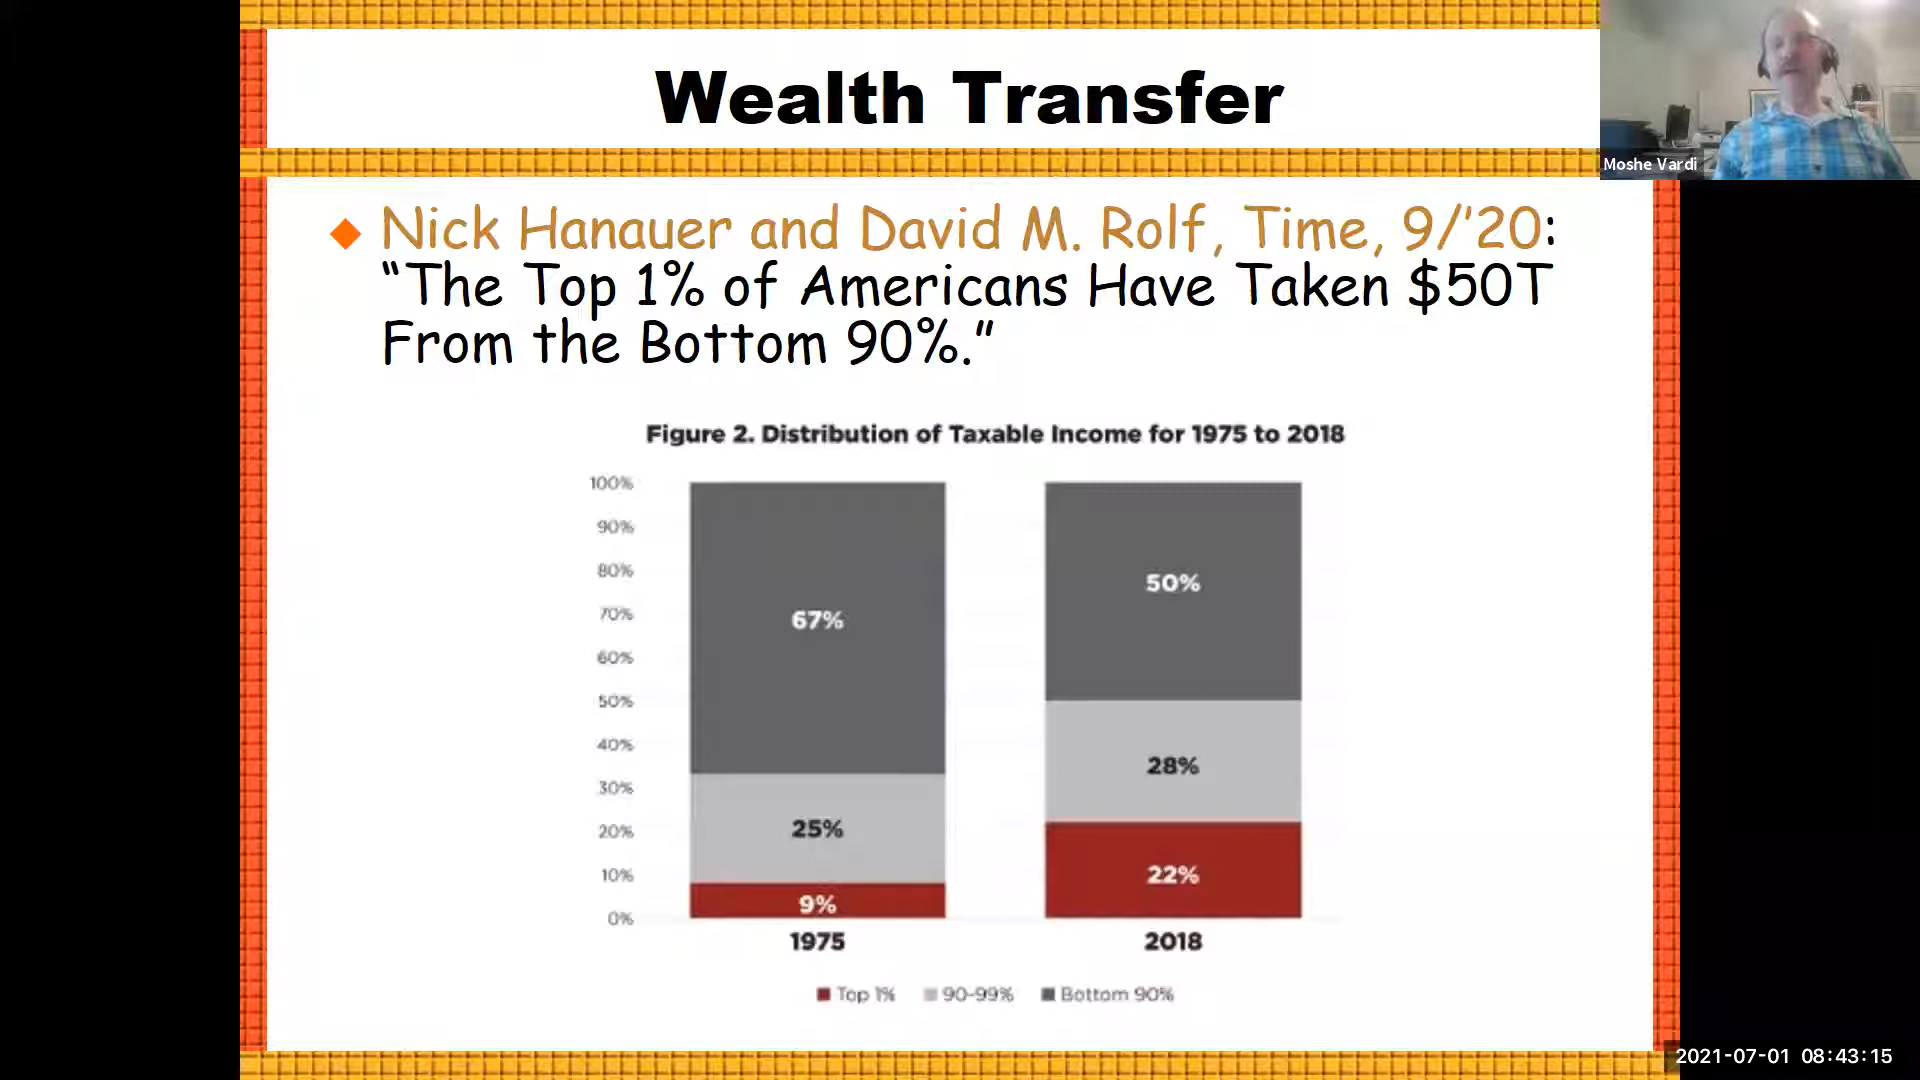 Wealth Transfer
Moshe Vardi
Nick Hanauer and David M. Rolf, Time, 9/'20:
“The Top 1% of Americans Have Taken $50T
From the Bottom 90%.”
Figure 2. Distribution of Taxable Income for 1975 to 2018
100%
90%
80%
70%
60%
50%
40%
30%
20%
10%
0%
67%
25%
9%
1975
50%
28%
22%
2018
Top 1% 90-99% Bottom 90%
2021-07-01 08:43:15